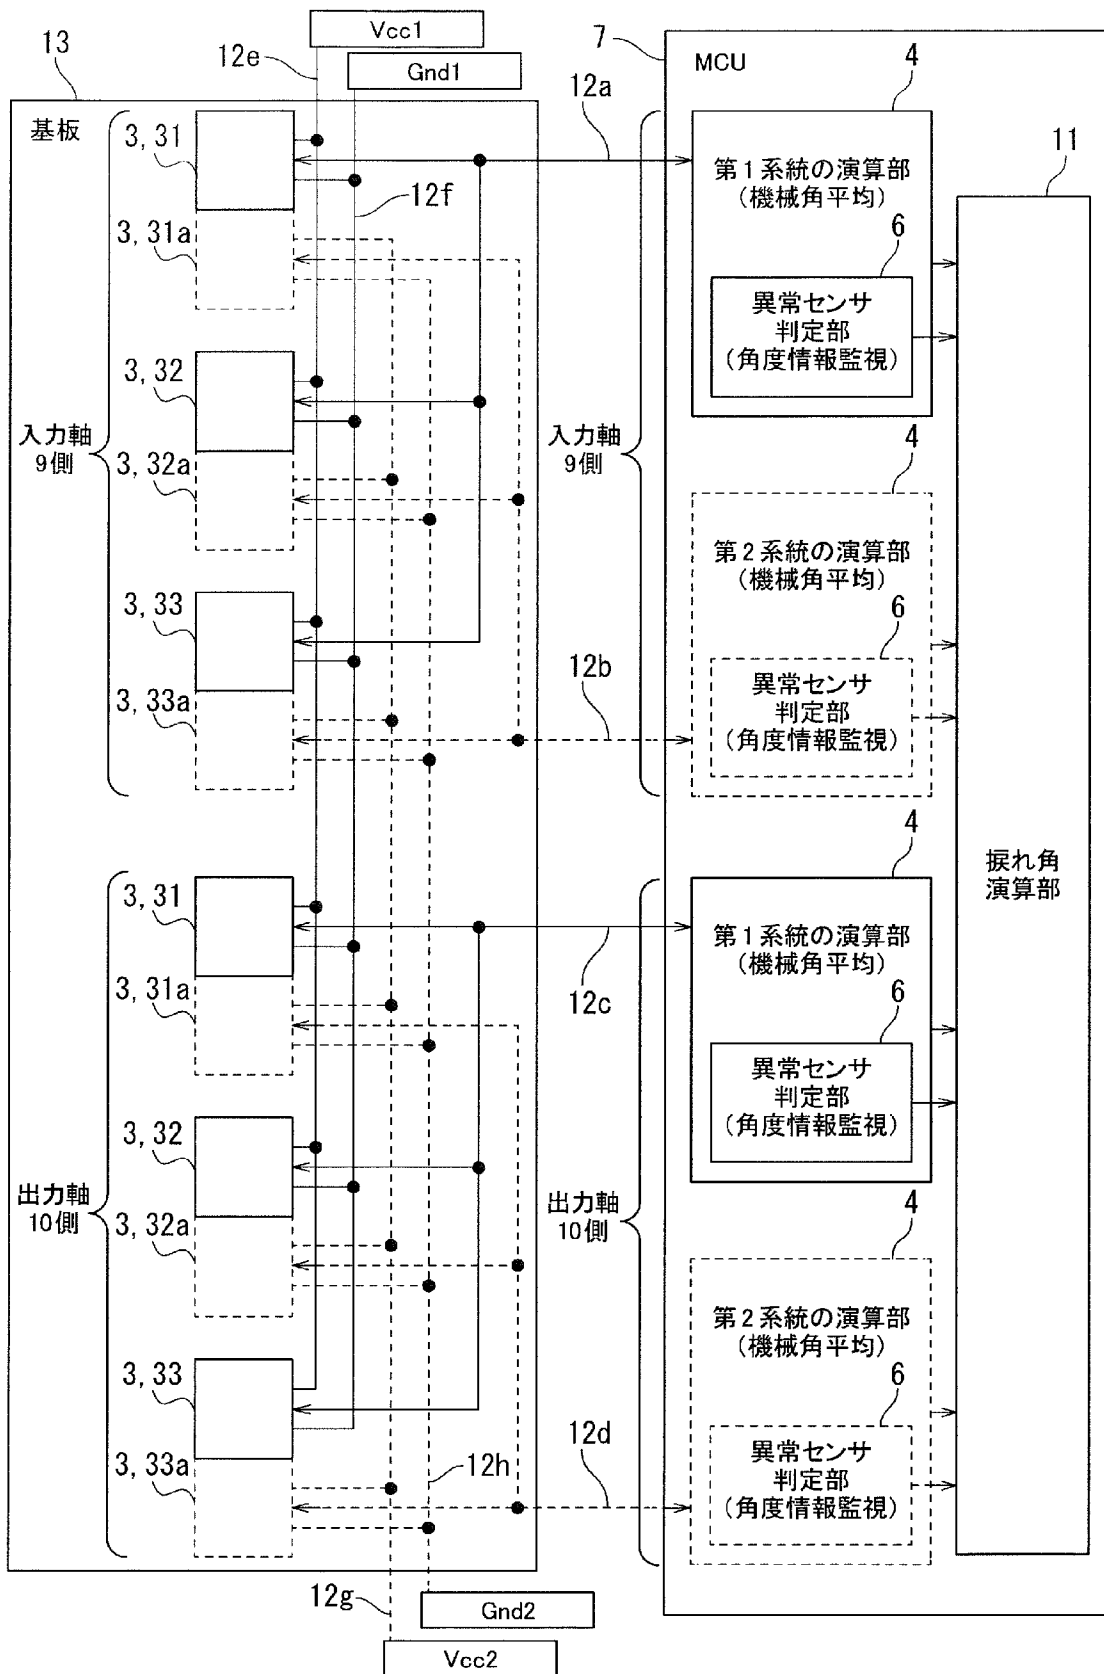 Vcc1
Gnd1
13
12e
12a
7
MCU
4
11
基板
3, 31
12f
第1系統の演算部
(機械角平均)
3, 31a
6
異常センサ
判定部
(角度情報監視)
3, 32
入力軸
9側
3, 32a
入力軸
9側
4
第2系統の演算部
(機械角平均)
3, 33
6
12b
異常センサ
判定部
(角度情報監視)
3, 33a
捩れ角
演算部
4
3, 31
第1系統の演算部
(機械角平均)
3, 31a
12c
6
異常センサ
判定部
(角度情報監視)
3, 32
出力軸
10側
3, 32a
出力軸
10側
4
第2系統の演算部
(機械角平均)
3, 33
6
12d
異常センサ
判定部
(角度情報監視)
3, 33a
12h
12g
Gnd2
Vcc2